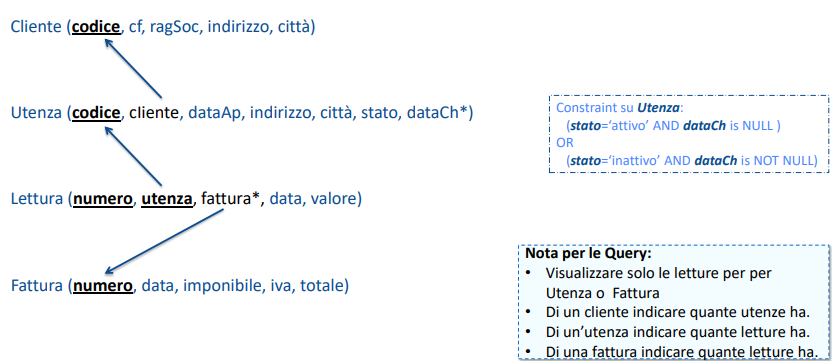 Cliente (codice, cf, ragSoc, indirizzo, città)
Utenza (codice, cliente, dataAp, indirizzo, città, stato, dataCh*)
Constraint su Utenza:
(stato=‘attivo’ AND dataCh is NULL )
OR
(stato=‘inattivo’ AND dataCh is NOT NULL)
Lettura (numero, utenza, fattura*, data, valore)
Fattura (numero, data, imponibile, iva, totale)
Nota per le Query:
• Visualizzare solo le letture per per
Utenza o Fattura
• Di un cliente indicare quante utenze ha.
• Di un’utenza indicare quante letture ha.
• Di una fattura indicare quante letture ha.